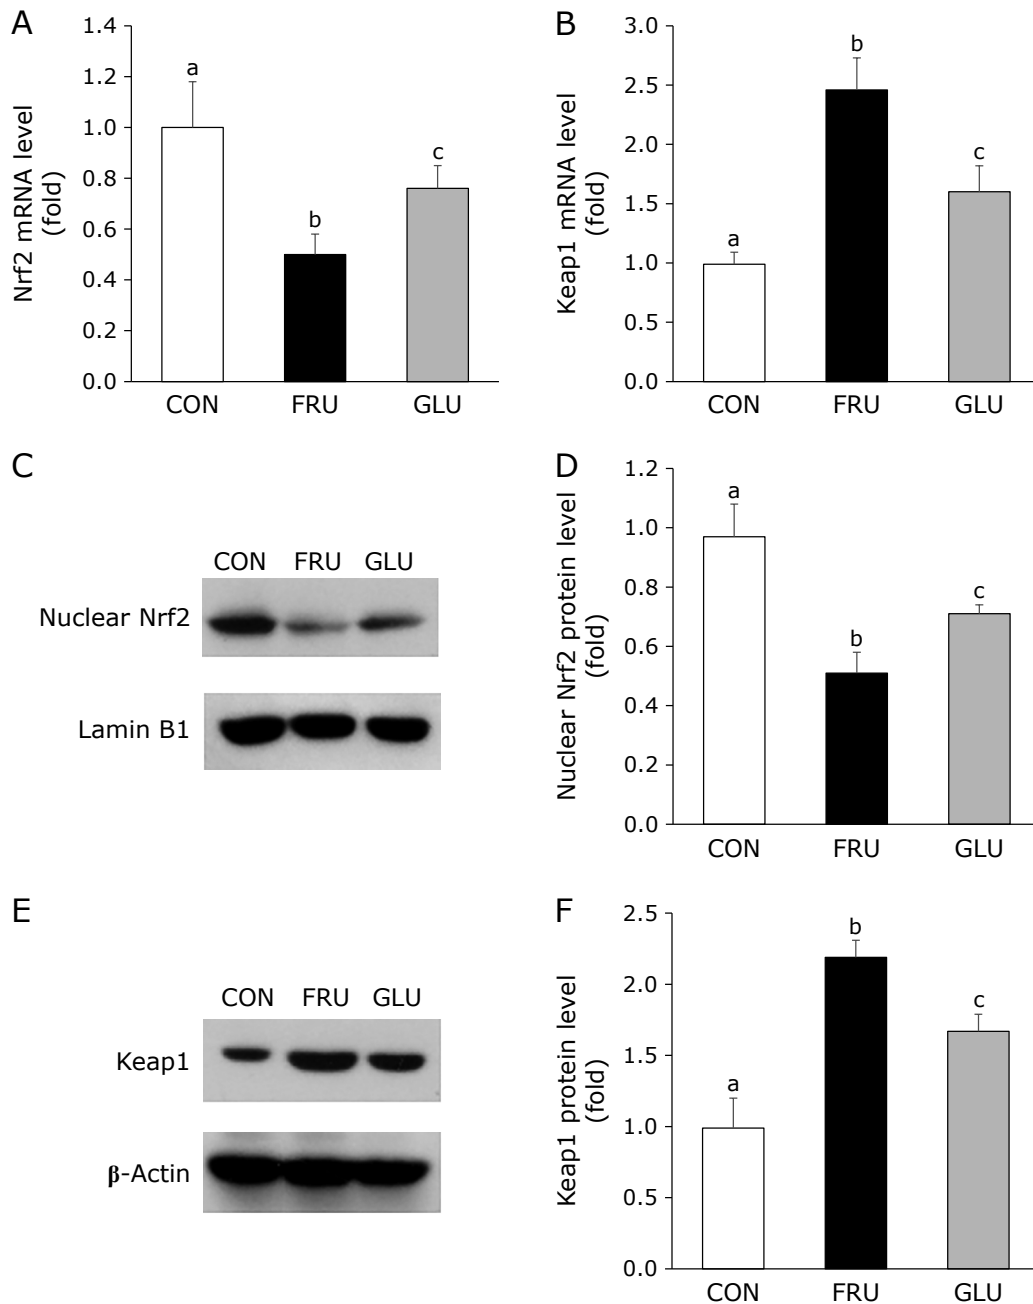 A
Nrf2 mRNA level
(fold)
1.4
1.2
1.0
0.8
0.6
0.4
0.2
0.0
a
b
c
CON FRU GLU
B
Keap1 mRNA level
(fold)
3.0
2.5
2.0
1.5
1.0
0.5
0.0
a
b
c
CON FRU GLU
C
CON FRU GLU
Nuclear Nrf2
Lamin B1
D
Nuclear Nrf2 protein level
(fold)
1.2
1.0
0.8
0.6
0.4
0.2
0.0
a
b
c
CON FRU GLU
E
CON FRU GLU
Keap1
β-Actin
F
Keap1 protein level
(fold)
2.5
2.0
1.5
1.0
0.5
0.0
a
b
c
CON FRU GLU